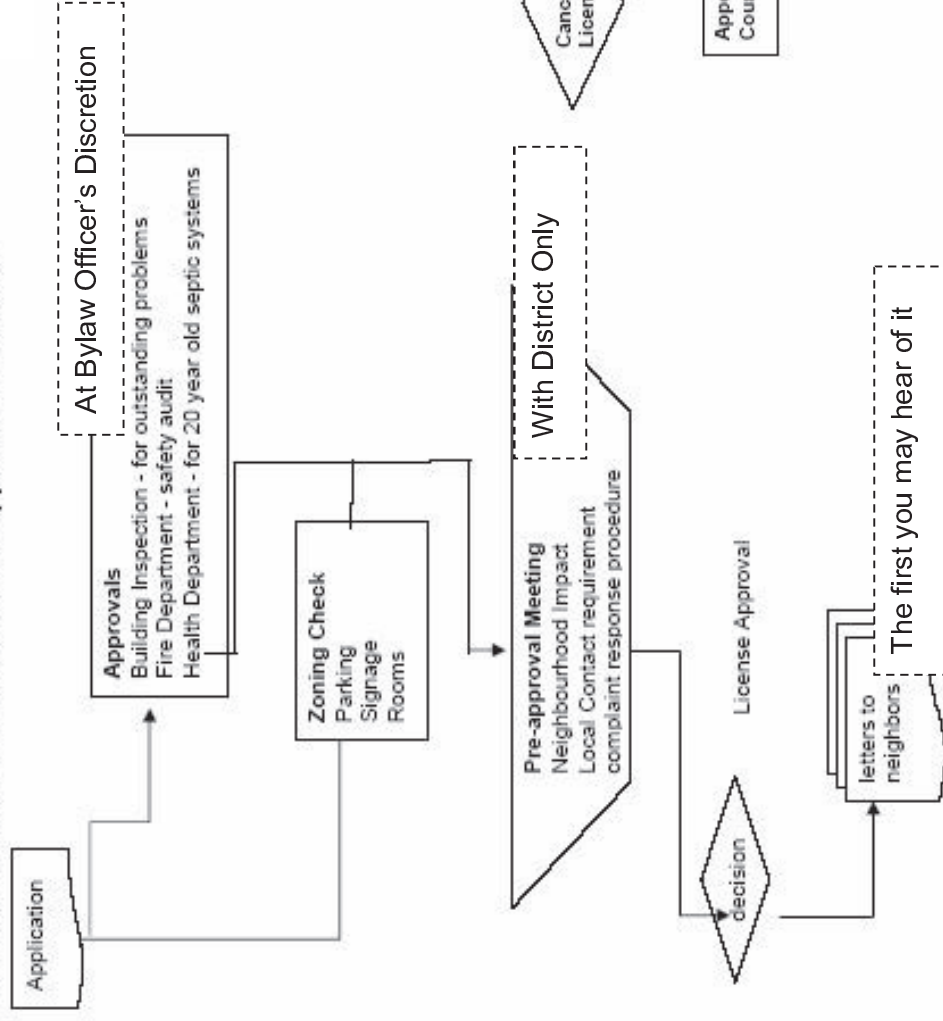 Application
At Bylaw Officer's Discretion
Approvals
Building Inspection - for outstanding problems
Fire Department - safety audit
Health Department - for 20 year old septic systems
Zoning Check
Parking
Signage
Rooms
With District Only
Pre-approval Meeting
Neighbourhood Impact
Local Contact requirement
complaint response procedure
decision
License Approval
letters to
neighbors
The first you may hear of it